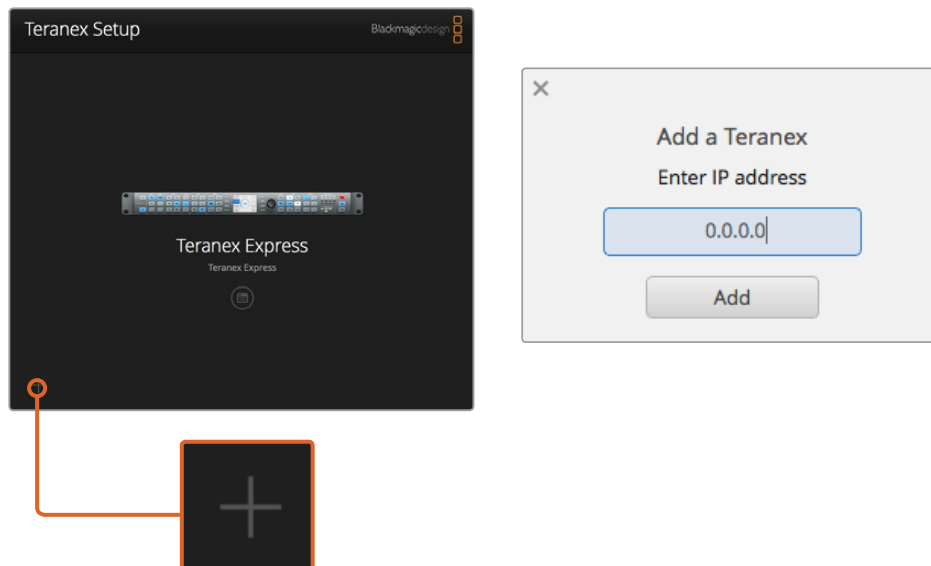 Teranex Setup
Blackmagicdesign
Teranex Express
Teranex Express
Add a Teranex
Enter IP address
0.0.0.0
Add